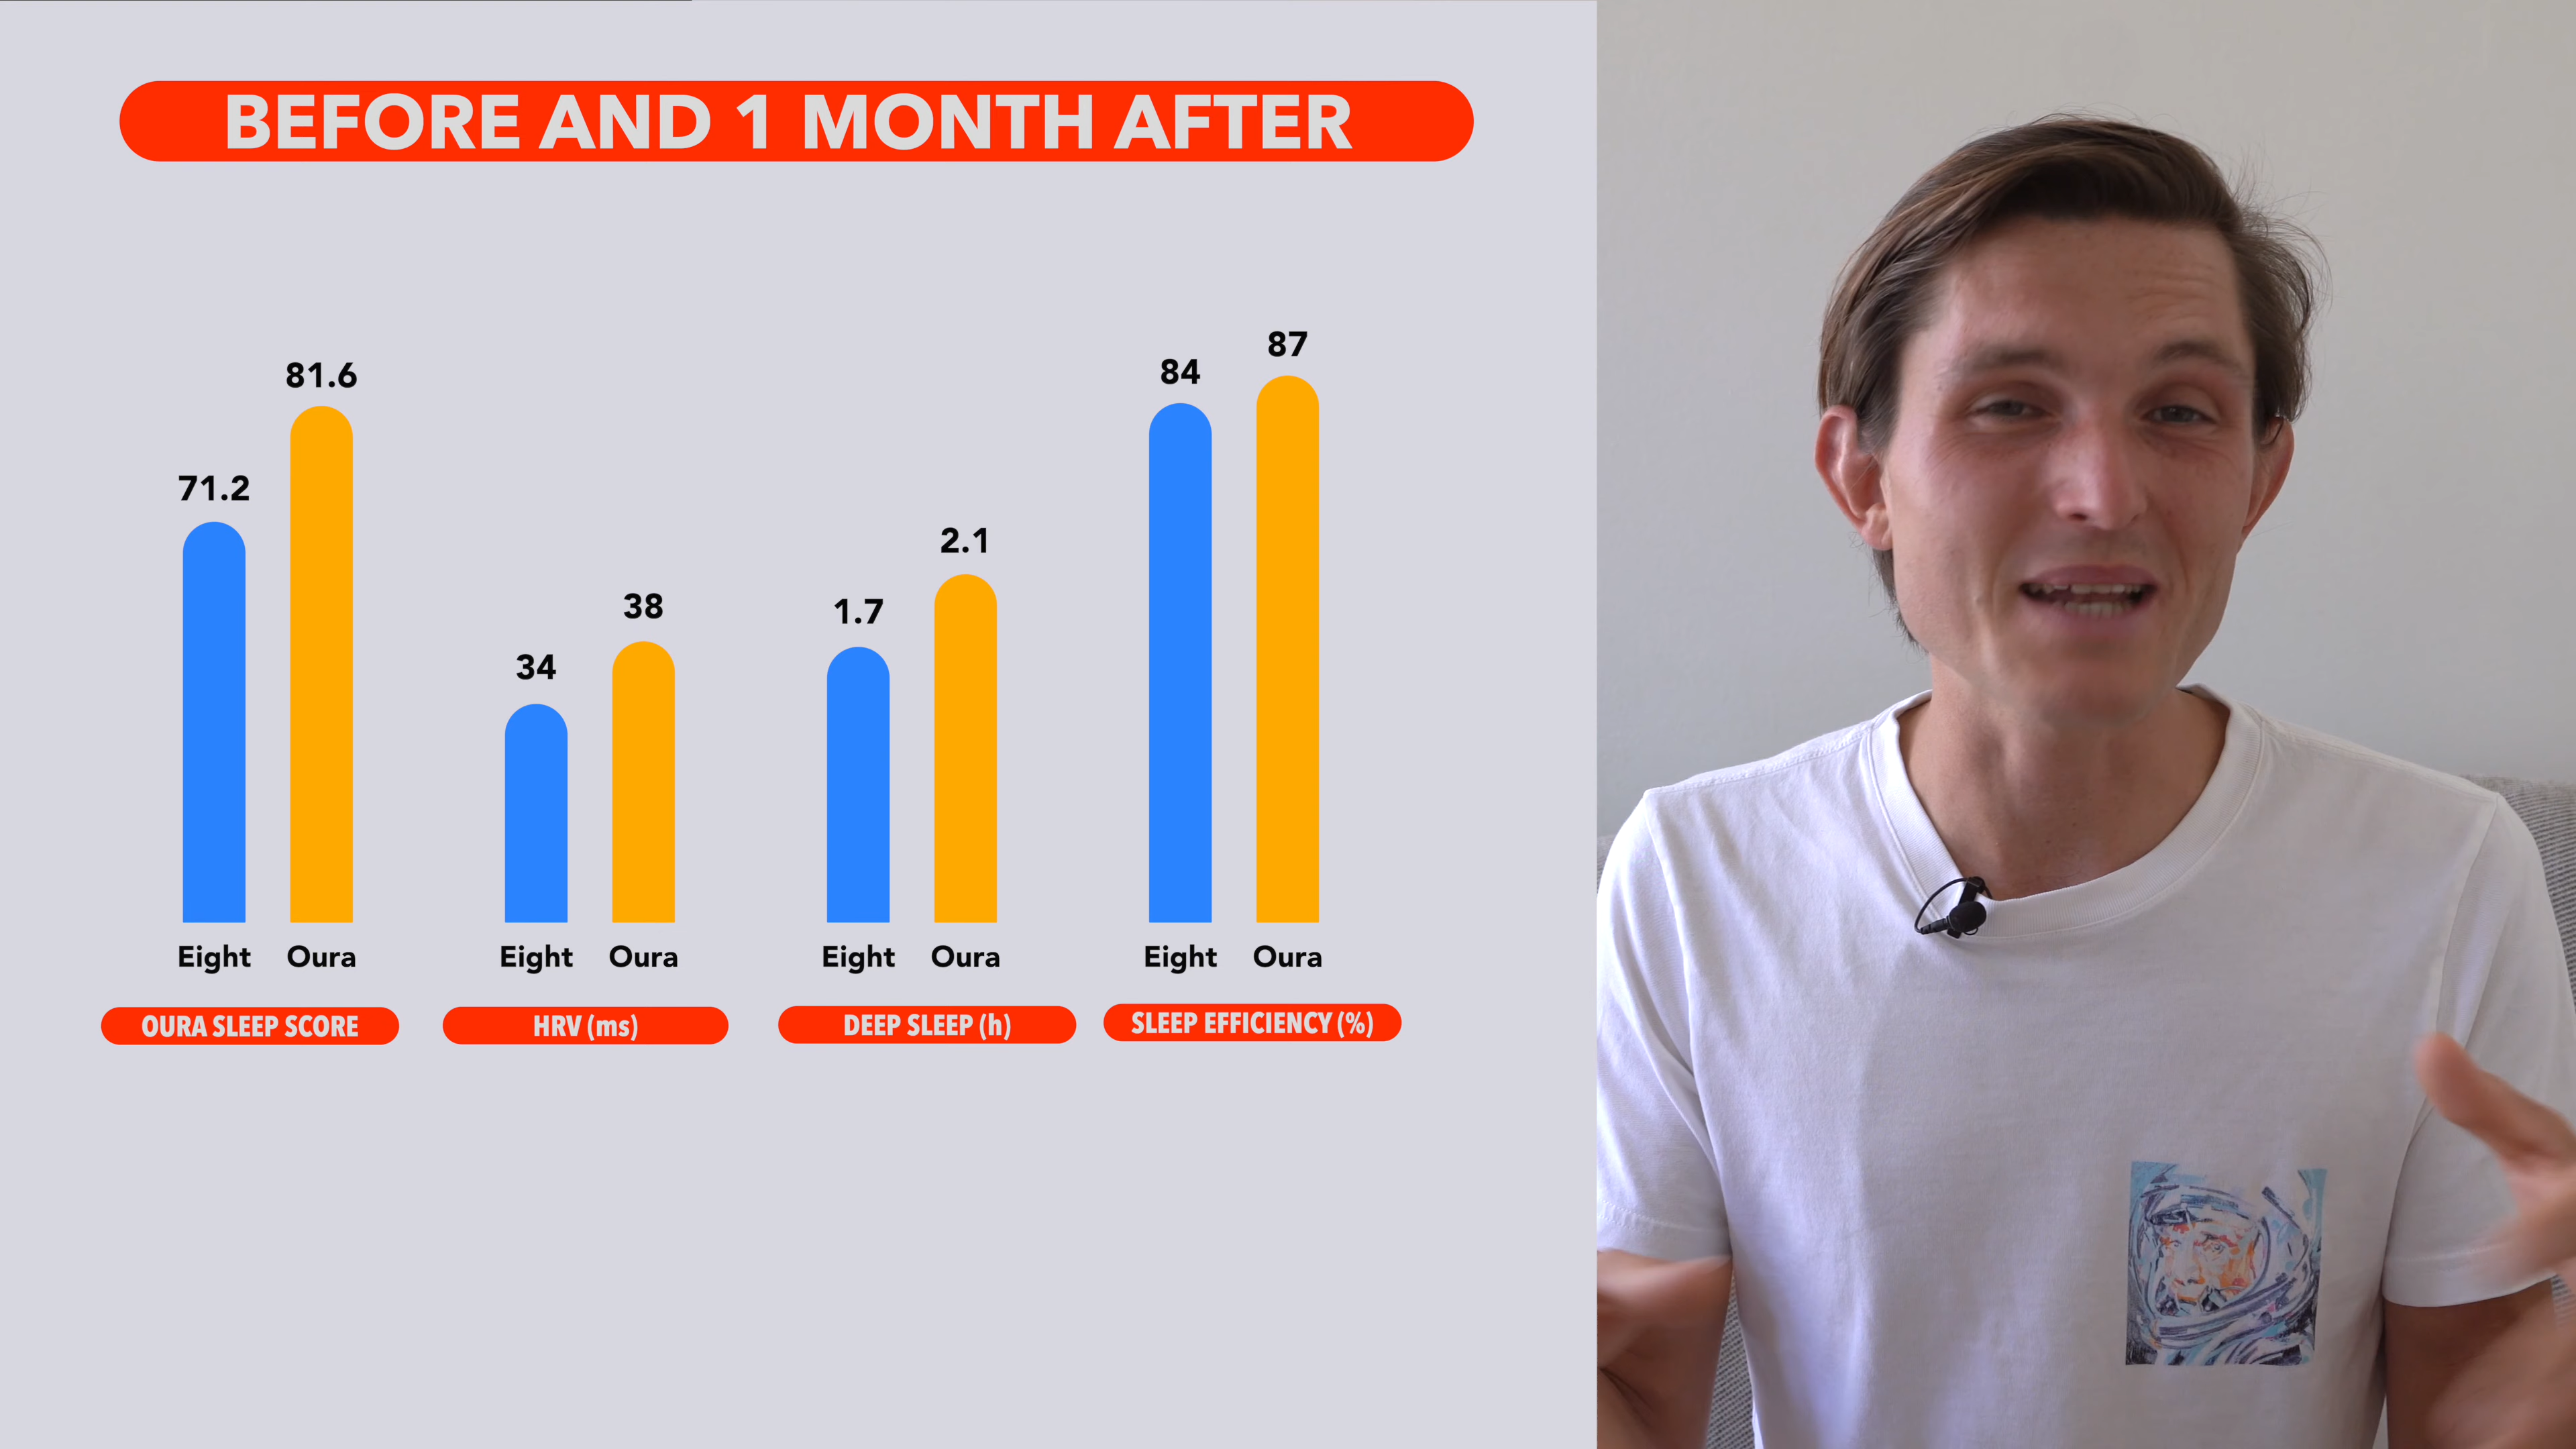 BEFORE AND 1 MONTH AFTER
71.2
81.6
34
38
1.7
2.1
84
87
Eight Oura Eight Oura Eight Oura Eight Oura
OURA SLEEP SCORE
HRV (ms)
DEEP SLEEP (h)
SLEEP EFFICIENCY (%)